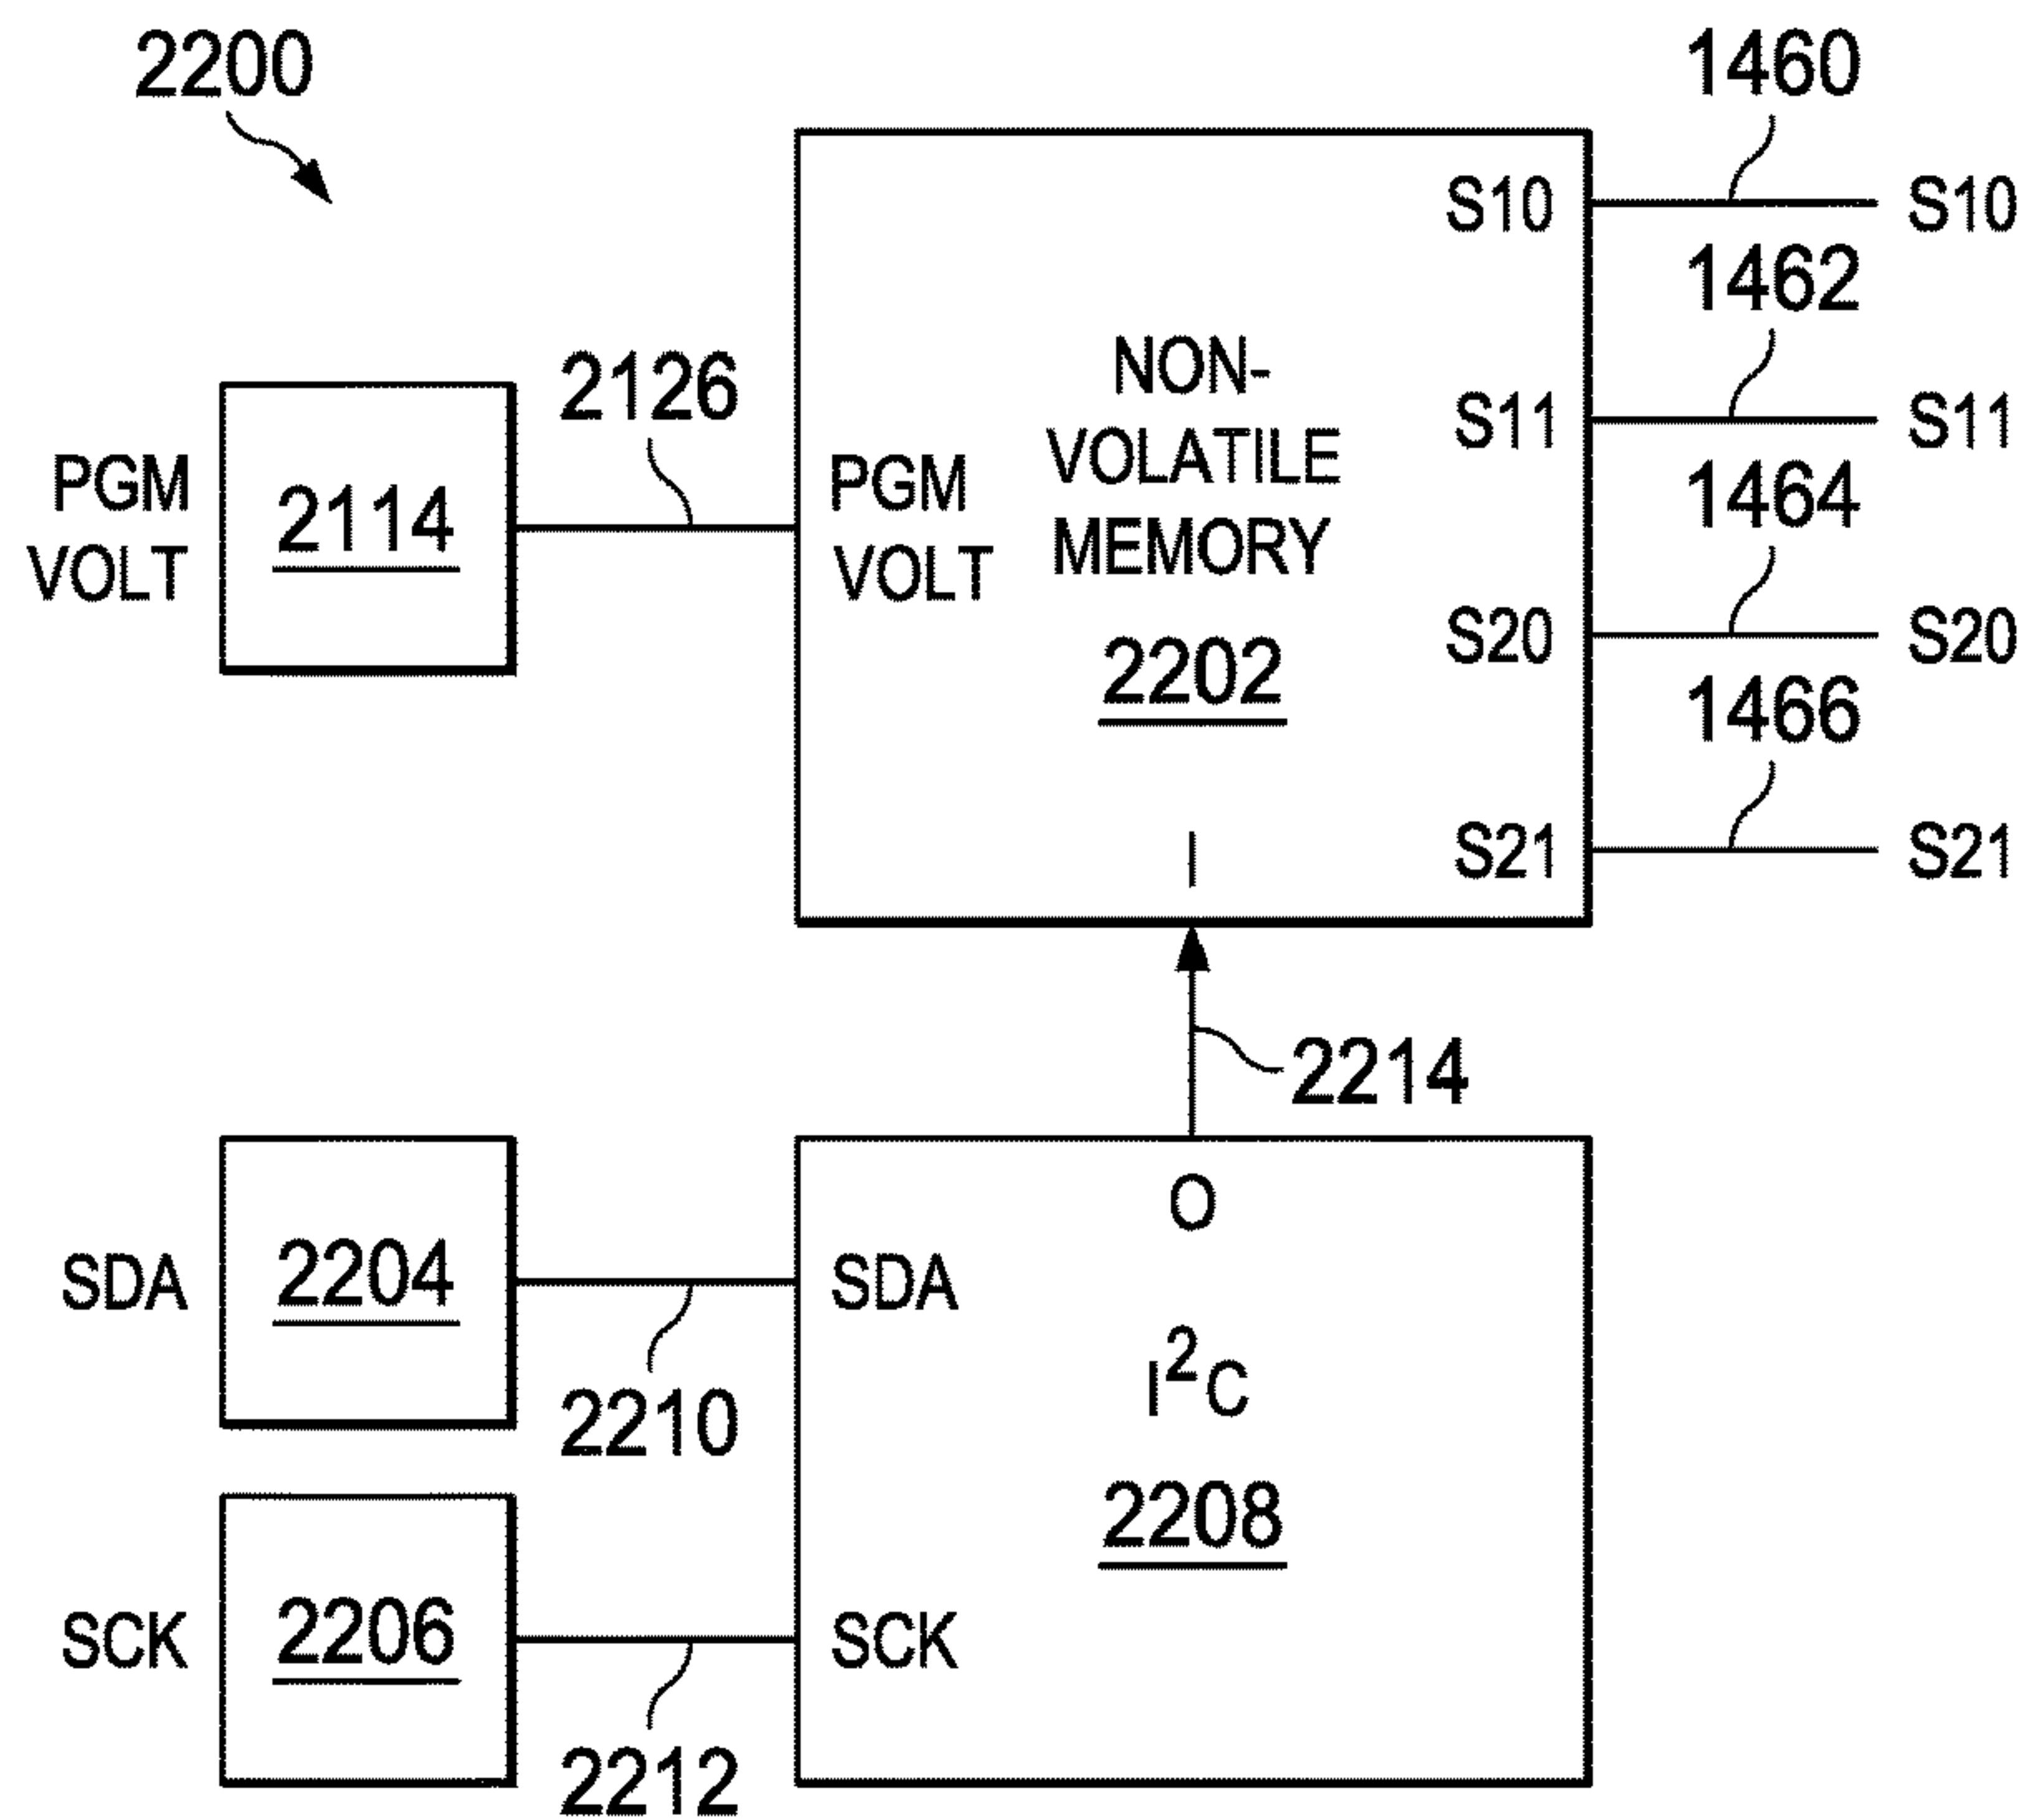 2200
1460
S10
S10
1462
2126
NON-
VOLATILE
MEMORY
S11
S11
PGM
VOLT
2114
PGM
VOLT
1464
2202
S20
S20
1466
I
S21
S21
2214
O
SDA
2204
SDA
2210
I²C
2208
SCK
2206
SCK
2212